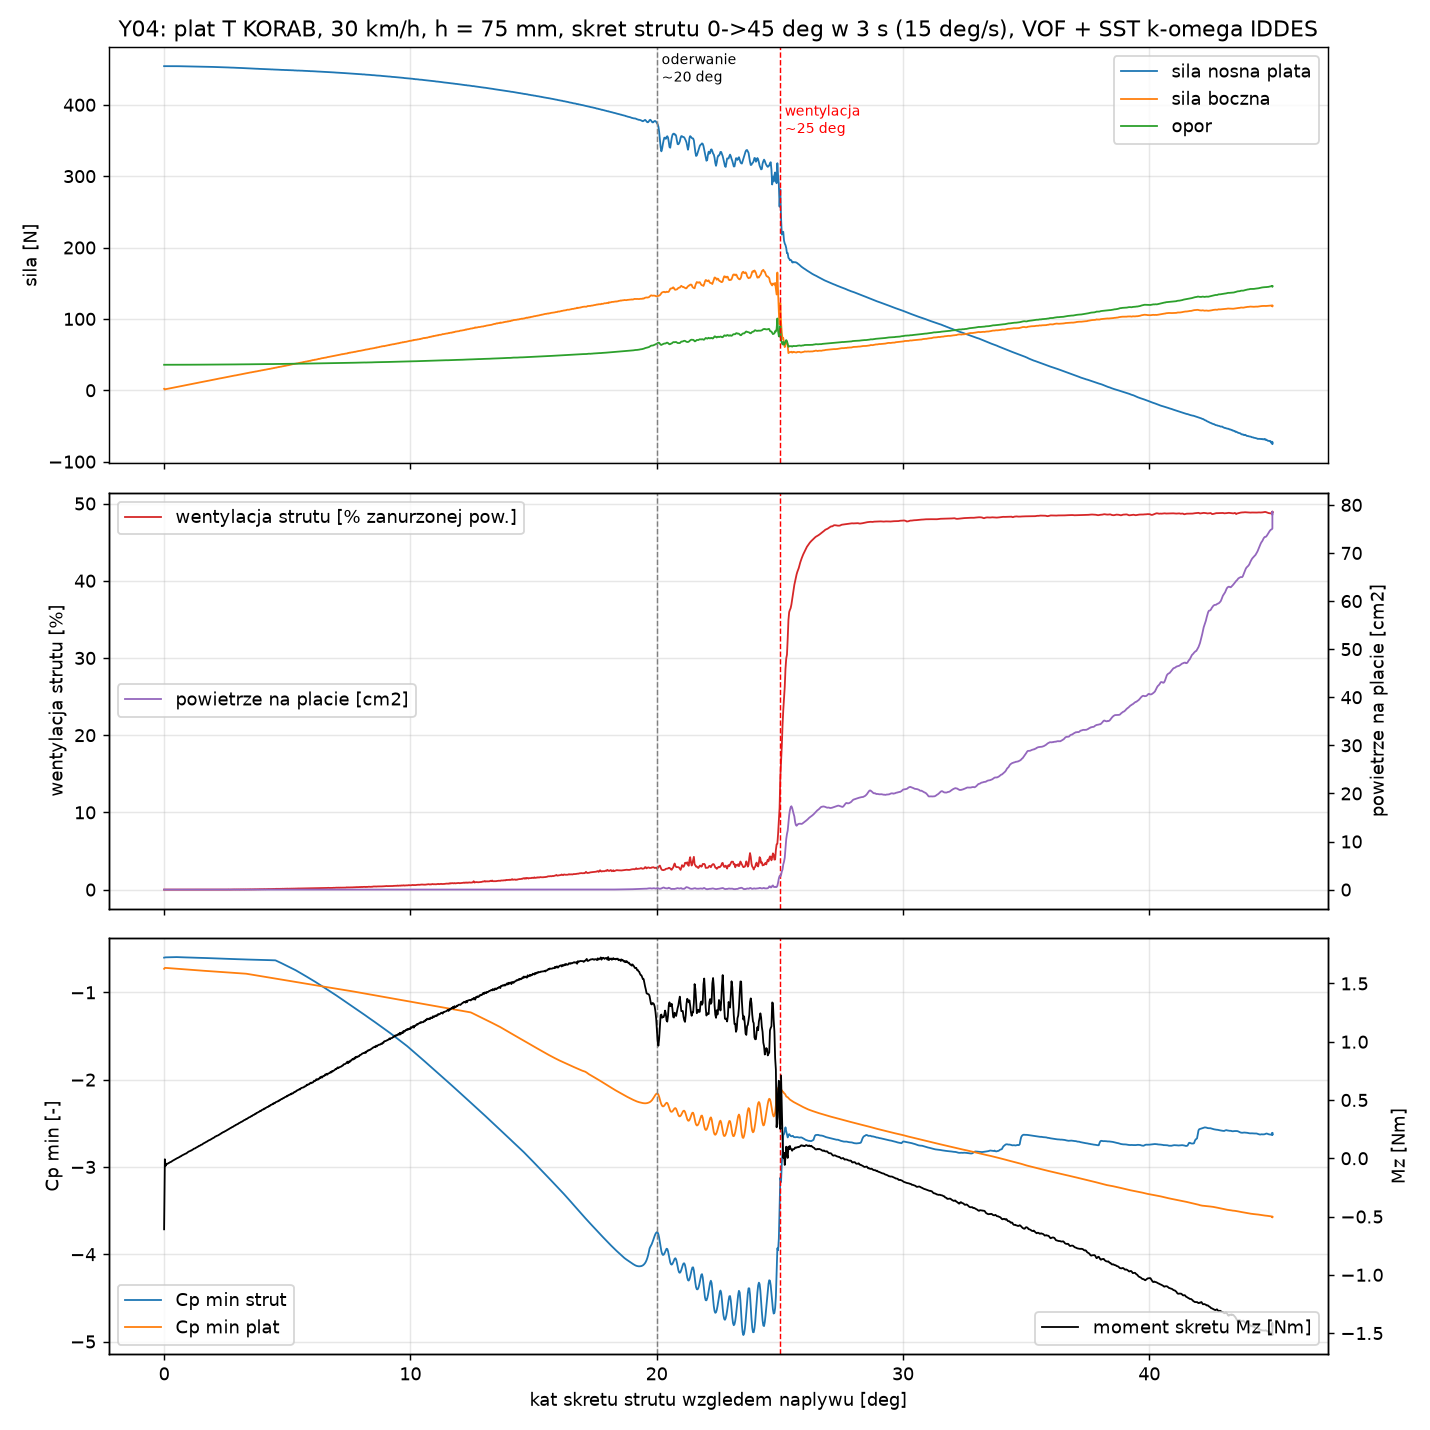 Y04: plat T KORAB, 30 km/h, h = 75 mm, skret strutu 0->45 deg w 3 s (15 deg/s), VOF + SST k-omega IDDES
oderwanie
~20 deg
wentylacja
~25 deg
sila nosna plata
sila boczna
opor
sila [N]
400
300
200
100
0
−100
wentylacja strutu [% zanurzonej pow.]
powietrze na placie [cm2]
wentylacja strutu [%]
50
40
30
20
10
0
powietrze na placie [cm2]
80
70
60
50
40
30
20
10
0
Cp min [-]
−1
−2
−3
−4
−5
Cp min strut
Cp min plat
Mz [Nm]
1.5
1.0
0.5
0.0
−0.5
−1.0
−1.5
moment skretu Mz [Nm]
0 10 20 30 40
kat skretu strutu wzgledem naplywu [deg]